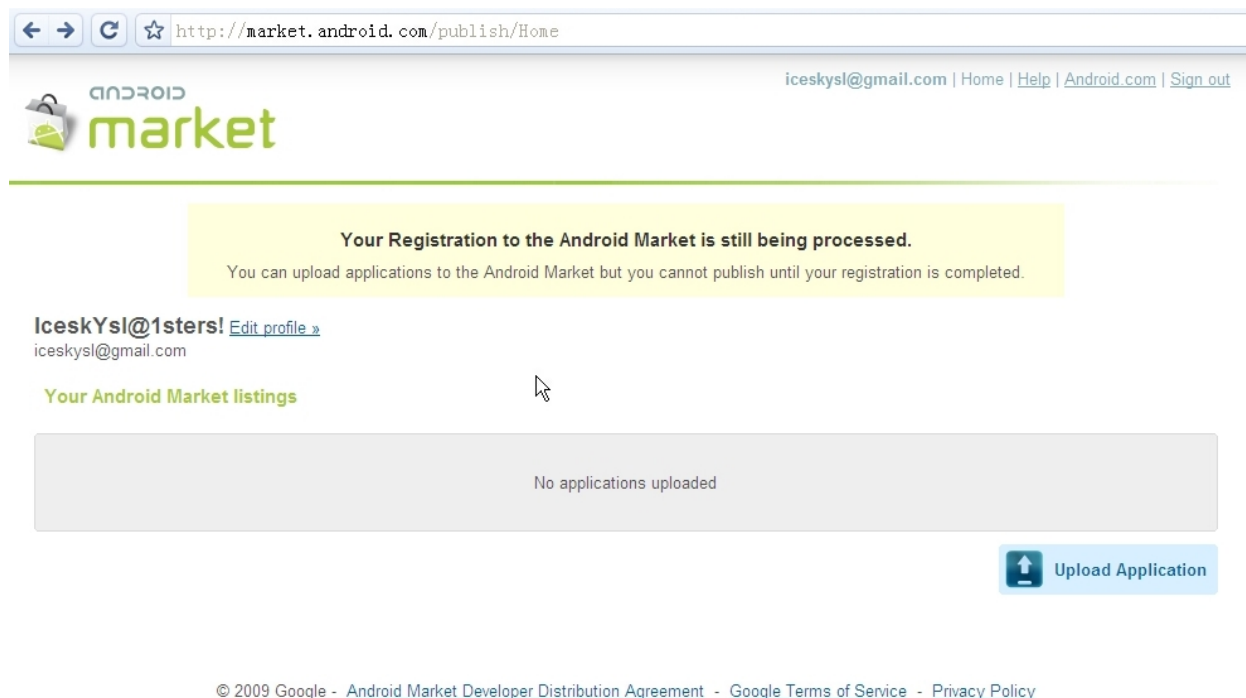 http://market.android.com/publish/Home
iceskysl@gmail.com | Home | Help | Android.com | Sign out
android
market
Your Registration to the Android Market is still being processed.
You can upload applications to the Android Market but you cannot publish until your registration is completed.
IceskYsl@1sters! Edit profile »
iceskysl@gmail.com
Your Android Market listings
No applications uploaded
Upload Application
© 2009 Google - Android Market Developer Distribution Agreement - Google Terms of Service - Privacy Policy